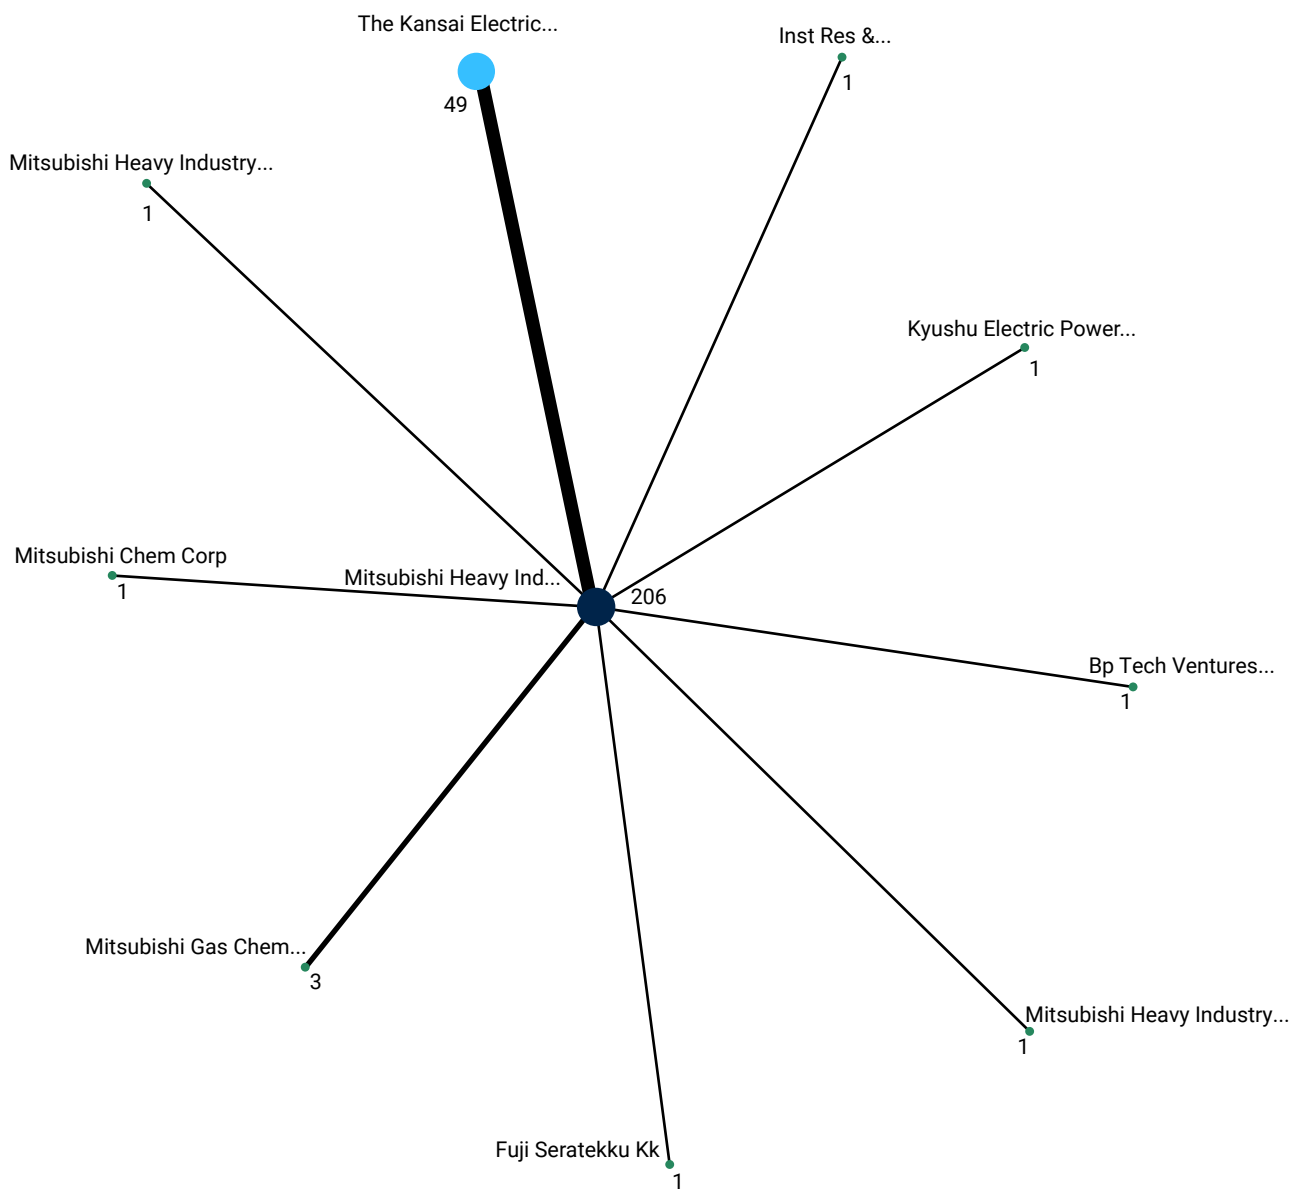 The Kansai Electric...
49
Inst Res &...
1
Mitsubishi Heavy Industry...
1
Kyushu Electric Power...
1
Mitsubishi Chem Corp
1
Mitsubishi Heavy Ind...
206
Bp Tech Ventures...
1
Mitsubishi Gas Chem...
3
Mitsubishi Heavy Industry...
1
Fuji Seratekku Kk
1